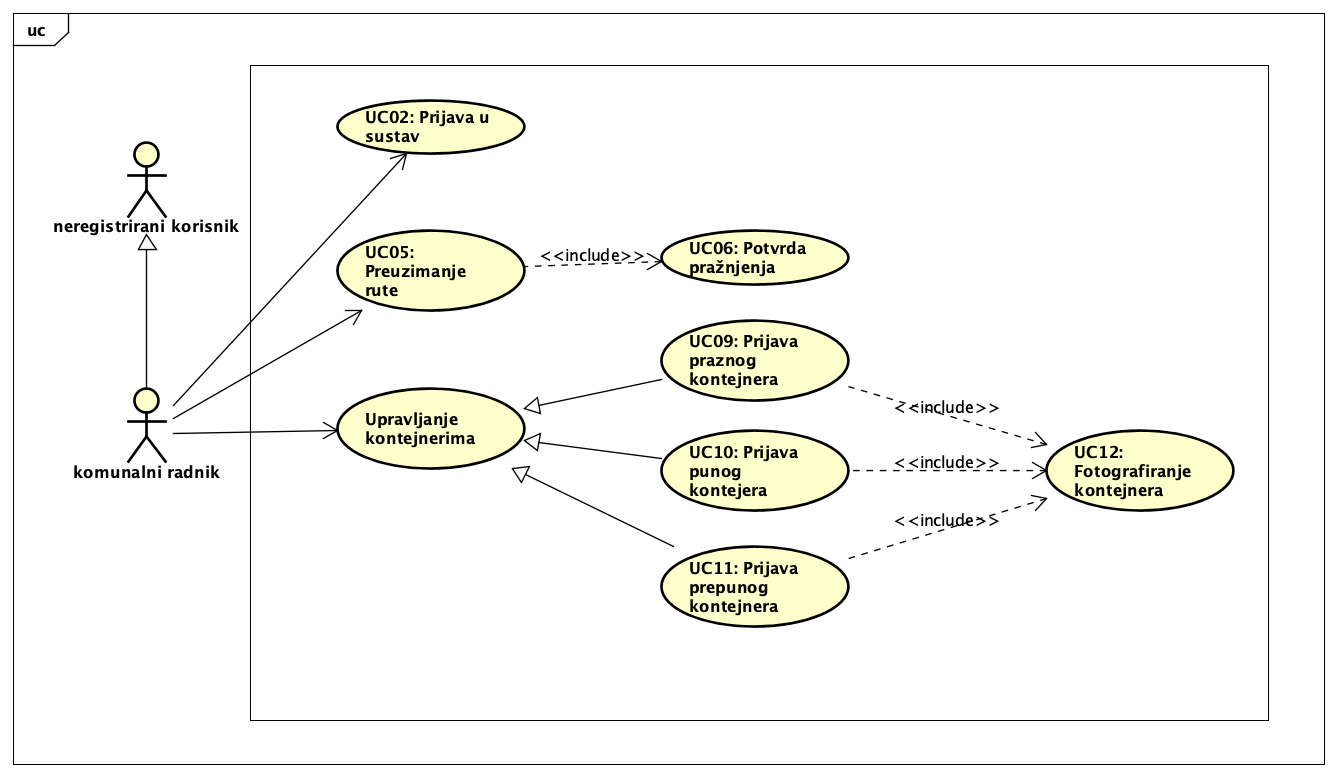 uc
UC02: Prijava u
sustav
neregistrirani korisnik
UC05:
Preuzimanje
rute
<<include>>
UC06: Potvrda
pražnjenja
UC09: Prijava
praznog
kontejnera
<<include>>
Upravljanje
kontejnerima
komunalni radnik
UC10: Prijava
punog
kontejera
<<include>>
UC12:
Fotografiranje
kontejnera
<<include>>
UC11: Prijava
prepunog
kontejnera